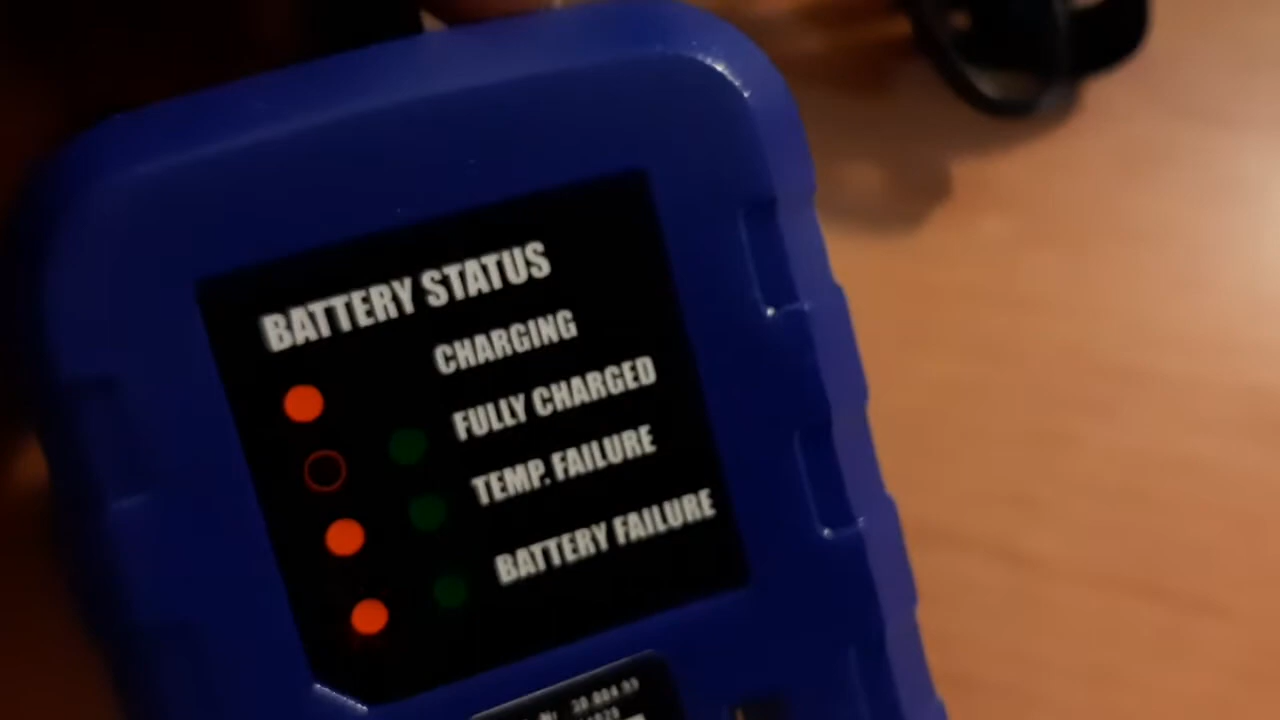 BATTERY STATUS
CHARGING
FULLY CHARGED
TEMP. FAILURE
BATTERY FAILURE